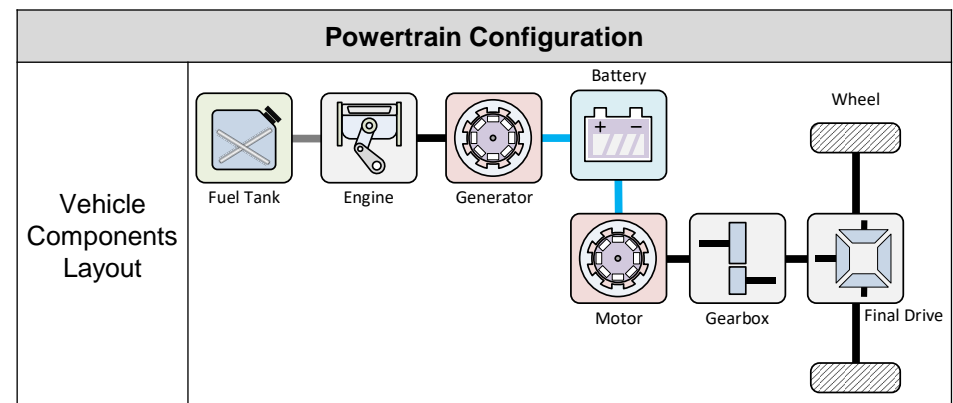 Powertrain Configuration
Vehicle
Components
Layout
Battery
Wheel
Fuel Tank
Engine
Generator
+ −
Motor
Gearbox
Final Drive